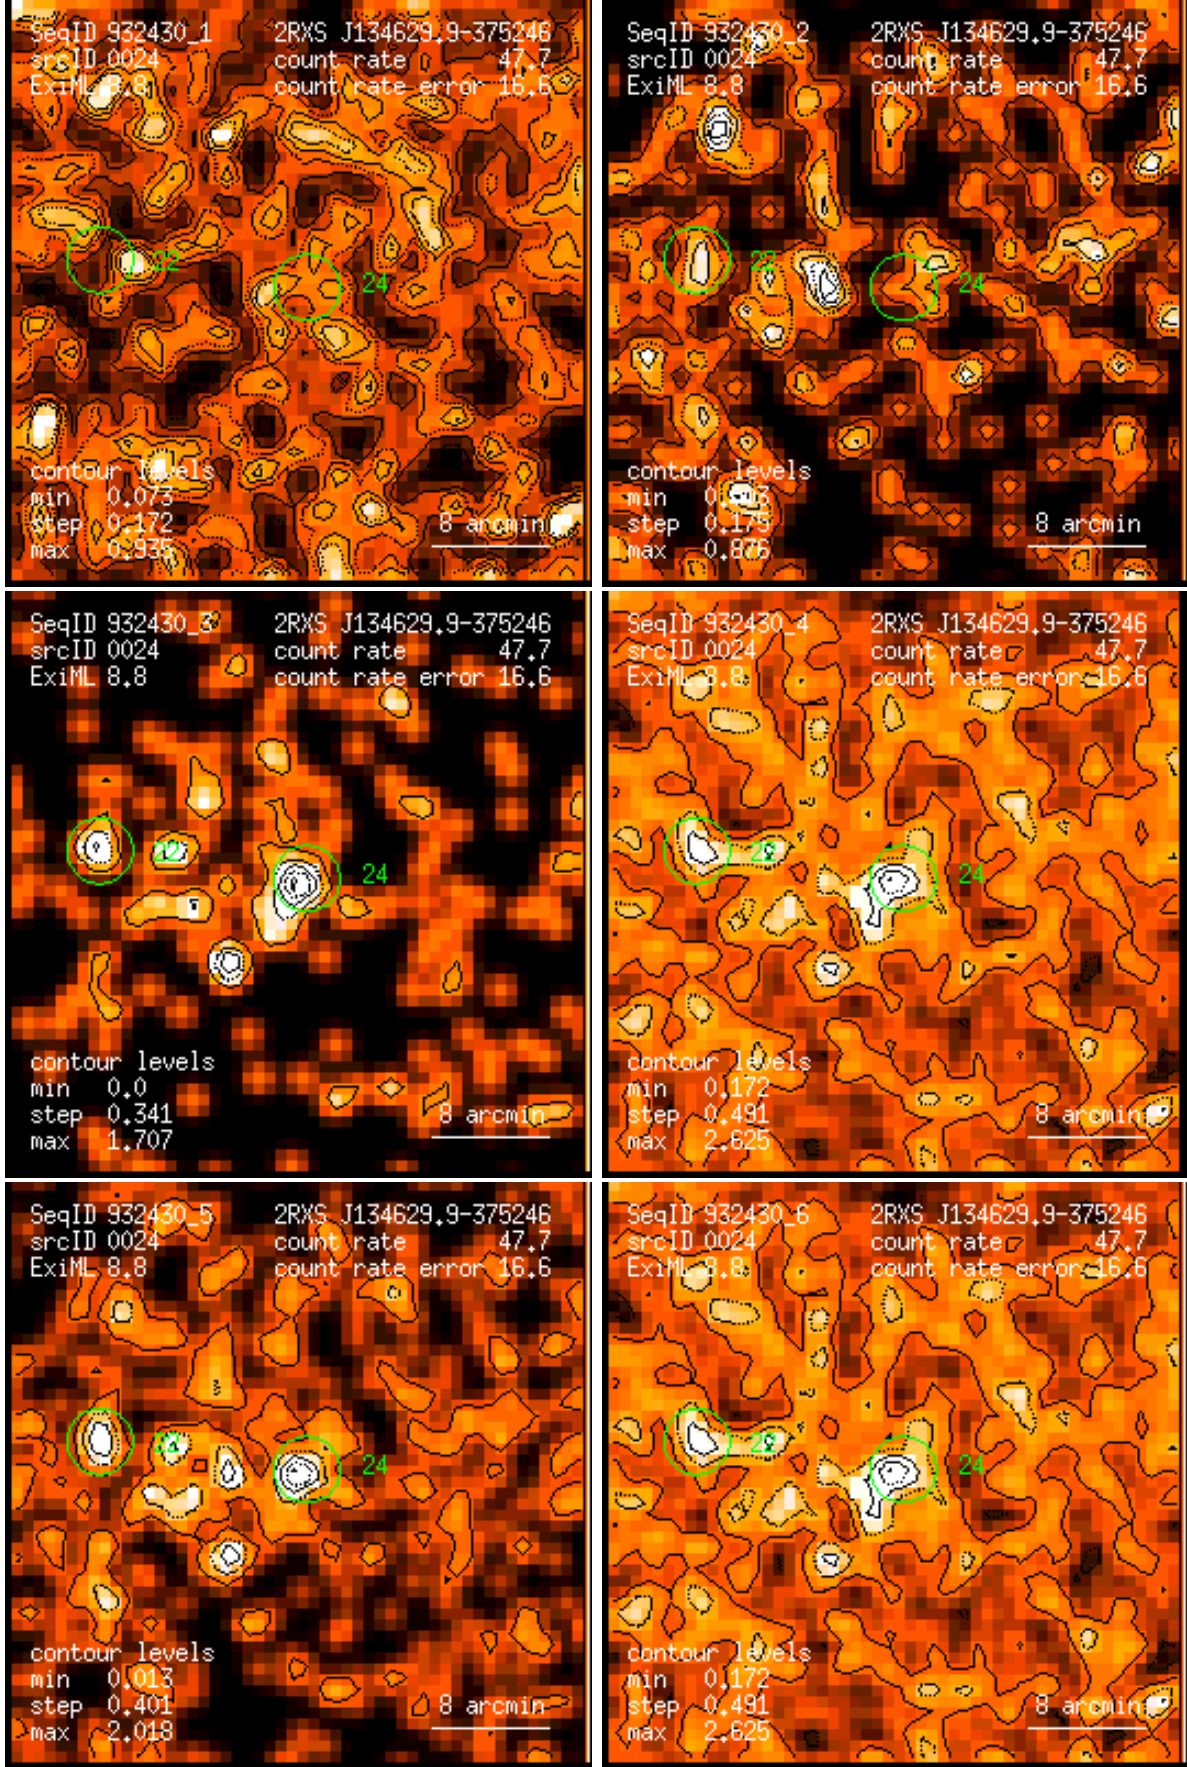 SeqID 932430_1 2RXS J134629.9-375246
srcID 0024 count rate 47.7
ExiML 8.8 count rate error 16.6
22
24
contour levels
min 0.073
step 0.172
max 0.935
8 arcmin
SeqID 932430_2 2RXS J134629.9-375246
srcID 0024 count rate 47.7
ExiML 8.8 count rate error 16.6
22
24
contour levels
min
step 0.175
max 0.876
8 arcmin
SeqID 932430_3 2RXS J134629.9-375246
srcID 0024 count rate 47.7
ExiML 8.8 count rate error 16.6
22
24
contour levels
min 0.0
step 0.341
max 1.707
8 arcmin
SeqID 932430_4 2RXS J134629.9-375246
srcID 0024 count rate 47.7
ExiML 8.8 count rate error 16.6
22
24
contour levels
min 0.172
step 0.491
max 2.625
8 arcmin
SeqID 932430_5 2RXS J134629.9-375246
srcID 0024 count rate 47.7
ExiML 8.8 count rate error 16.6
22
24
contour levels
min 0.013
step 0.401
max 2.018
8 arcmin
SeqID 932430_6 2RXS J134629.9-375246
srcID 0024 count rate 47.7
ExiML 8.8 count rate error 16.6
22
24
contour levels
min 0.172
step 0.491
max 2.625
8 arcmin